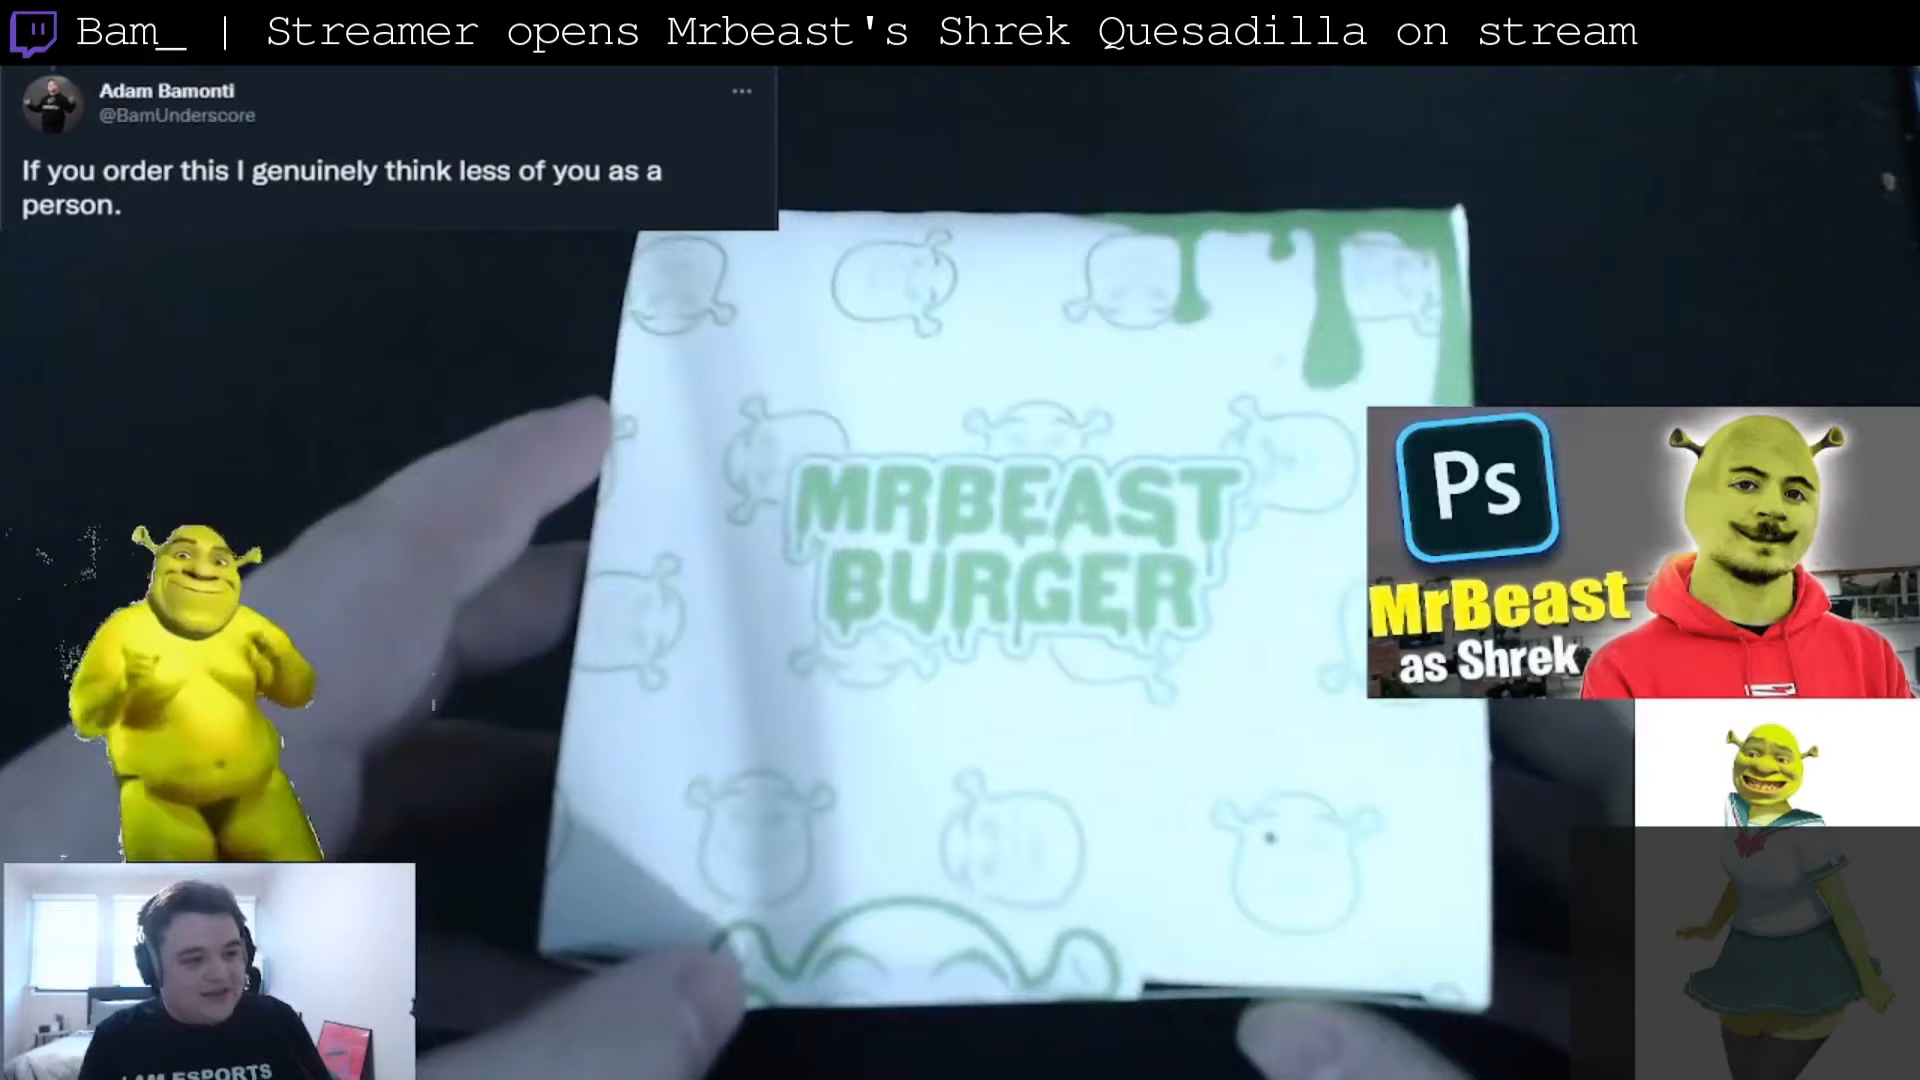 Bam_ | Streamer opens Mrbeast's Shrek Quesadilla on stream
Adam Bamonti
@BamUnderscore
If you order this I genuinely think less of you as a
person.
MRBEAST
BURGER
Ps
MrBeast
as Shrek
ESPORTS